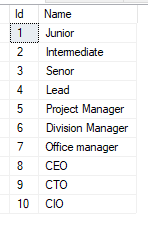 Id Name
1 Junior
2 Intermediate
3 Senor
4 Lead
5 Project Manager
6 Division Manager
7 Office manager
8 CEO
9 CTO
10 CIO